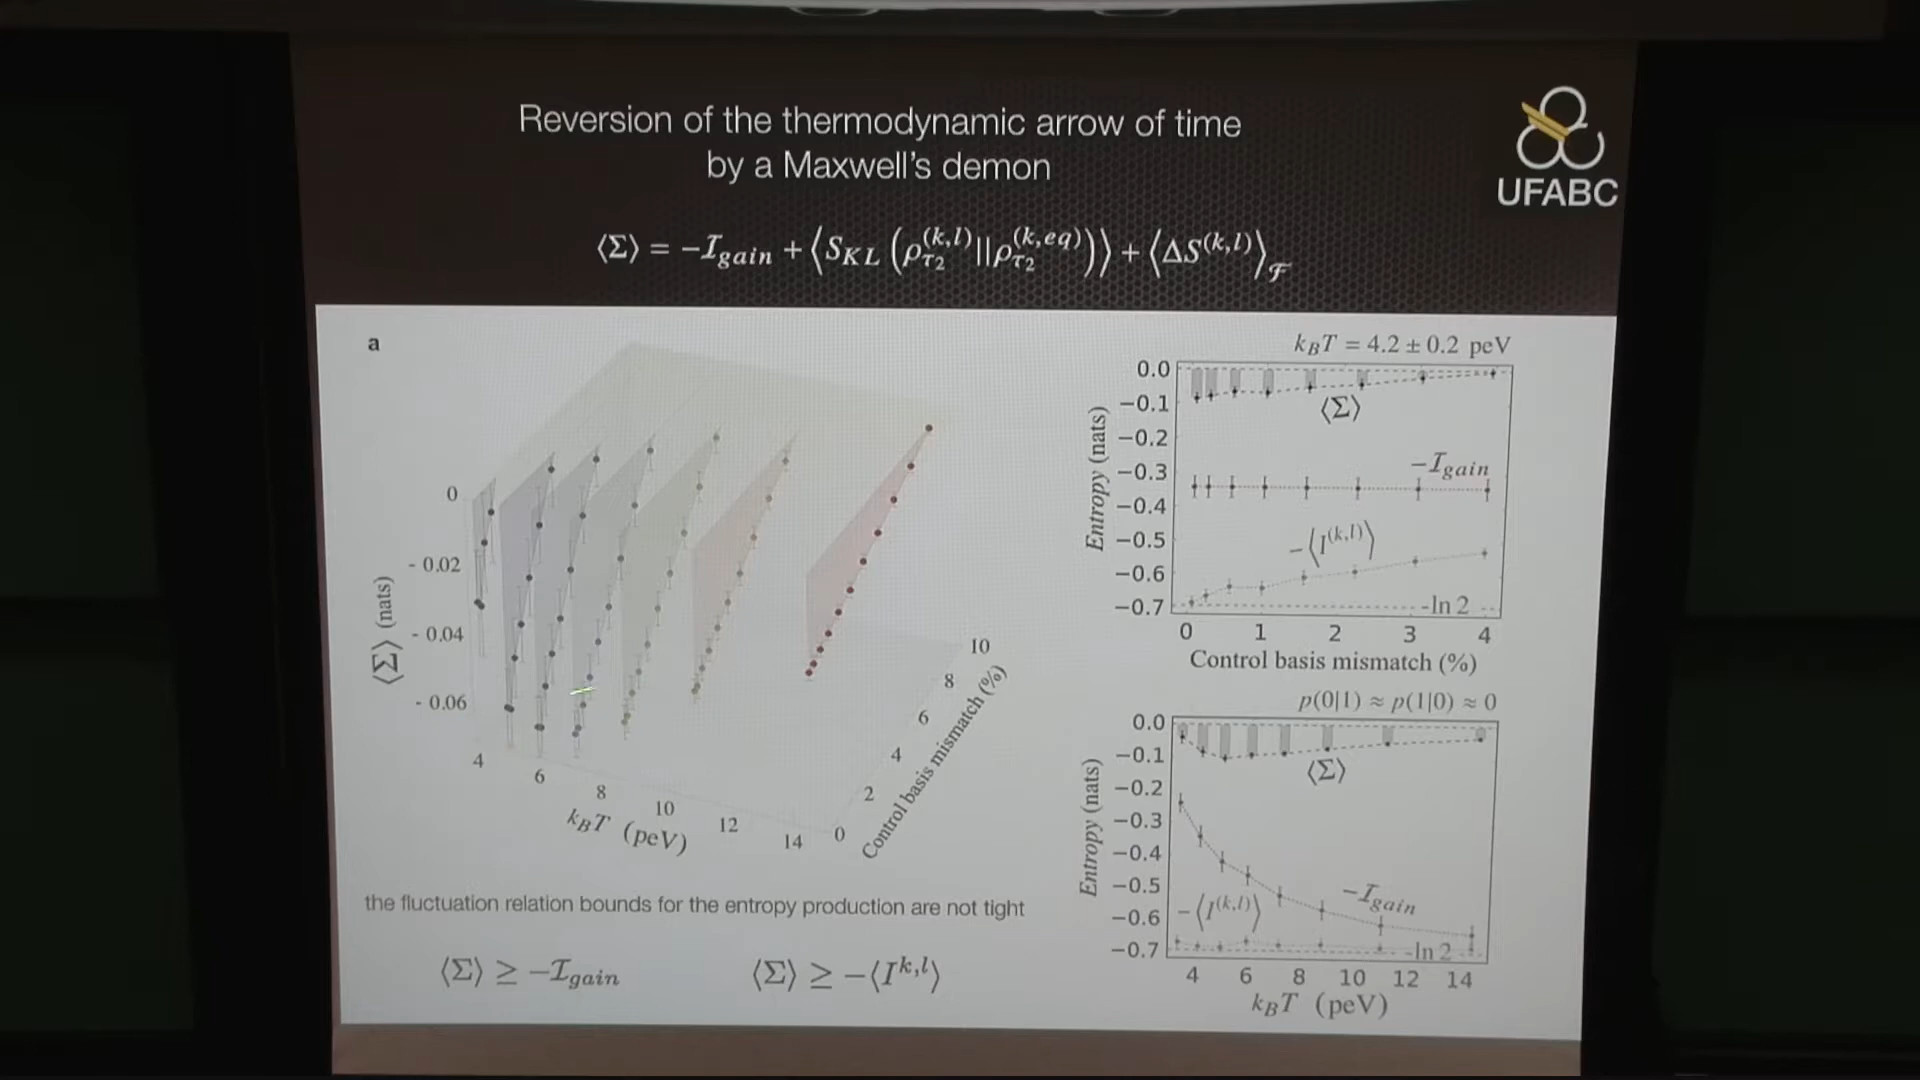 Reversion of the thermodynamic arrow of time
by a Maxwell's demon
UFABC
⟨Σ⟩ = −ℐgain + ⟨S_KL (ρ_τ₂^(k,l) || ρ_τ₂^(k,eq))⟩ + ⟨ΔS^(k,l)⟩_ℱ
a
⟨Σ⟩ (nats)
0
- 0.02
- 0.04
- 0.06
4
6
8
10
12
14
k_BT (peV)
0
2
4
6
8
10
Control basis mismatch (%)
k_BT = 4.2 ± 0.2 peV
Entropy (nats)
0.0
−0.1
−0.2
−0.3
−0.4
−0.5
−0.6
−0.7
⟨Σ⟩
−ℐgain
−⟨I^(k,l)⟩
-ln 2
0 1 2 3 4
Control basis mismatch (%)
p(0|1) ≈ p(1|0) ≈ 0
Entropy (nats)
0.0
−0.1
−0.2
−0.3
−0.4
−0.5
−0.6
−0.7
⟨Σ⟩
−ℐgain
−⟨I^(k,l)⟩
-ln 2
4 6 8 10 12 14
k_BT (peV)
the fluctuation relation bounds for the entropy production are not tight
⟨Σ⟩ ≥ −ℐgain ⟨Σ⟩ ≥ −⟨I^k,l⟩